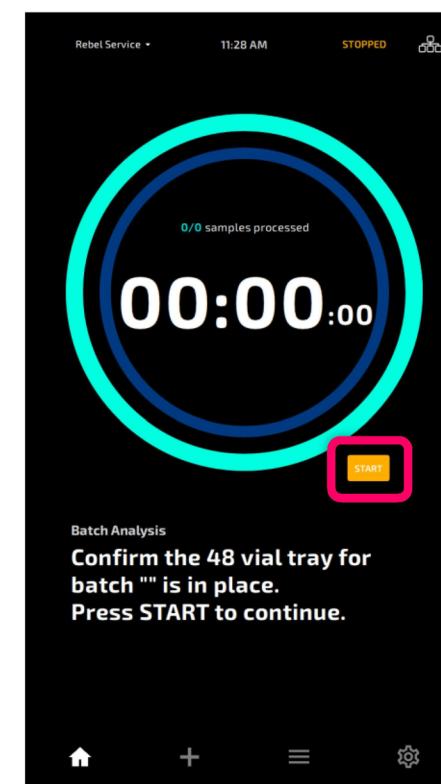 Rebel Service
11:28 AM
STOPPED
0/0 samples processed
00:00:00
START
Batch Analysis
Confirm the 48 vial tray for
batch "" is in place.
Press START to continue.